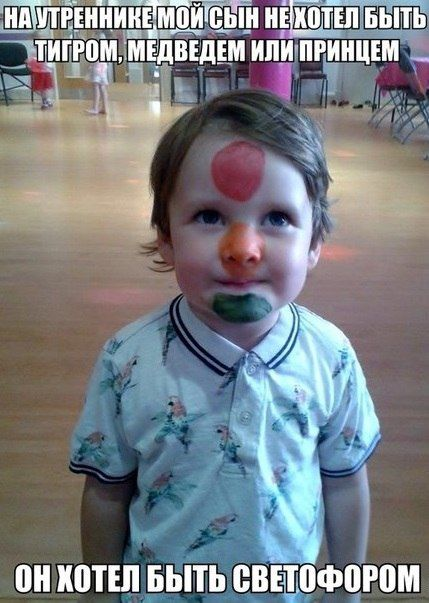 НА УТРЕННИКЕ МОЙ СЫН НЕ ХОТЕЛ БЫТЬ
ТИГРОМ, МЕДВЕДЕМ ИЛИ ПРИНЦЕМ
ОН ХОТЕЛ БЫТЬ СВЕТОФОРОМ